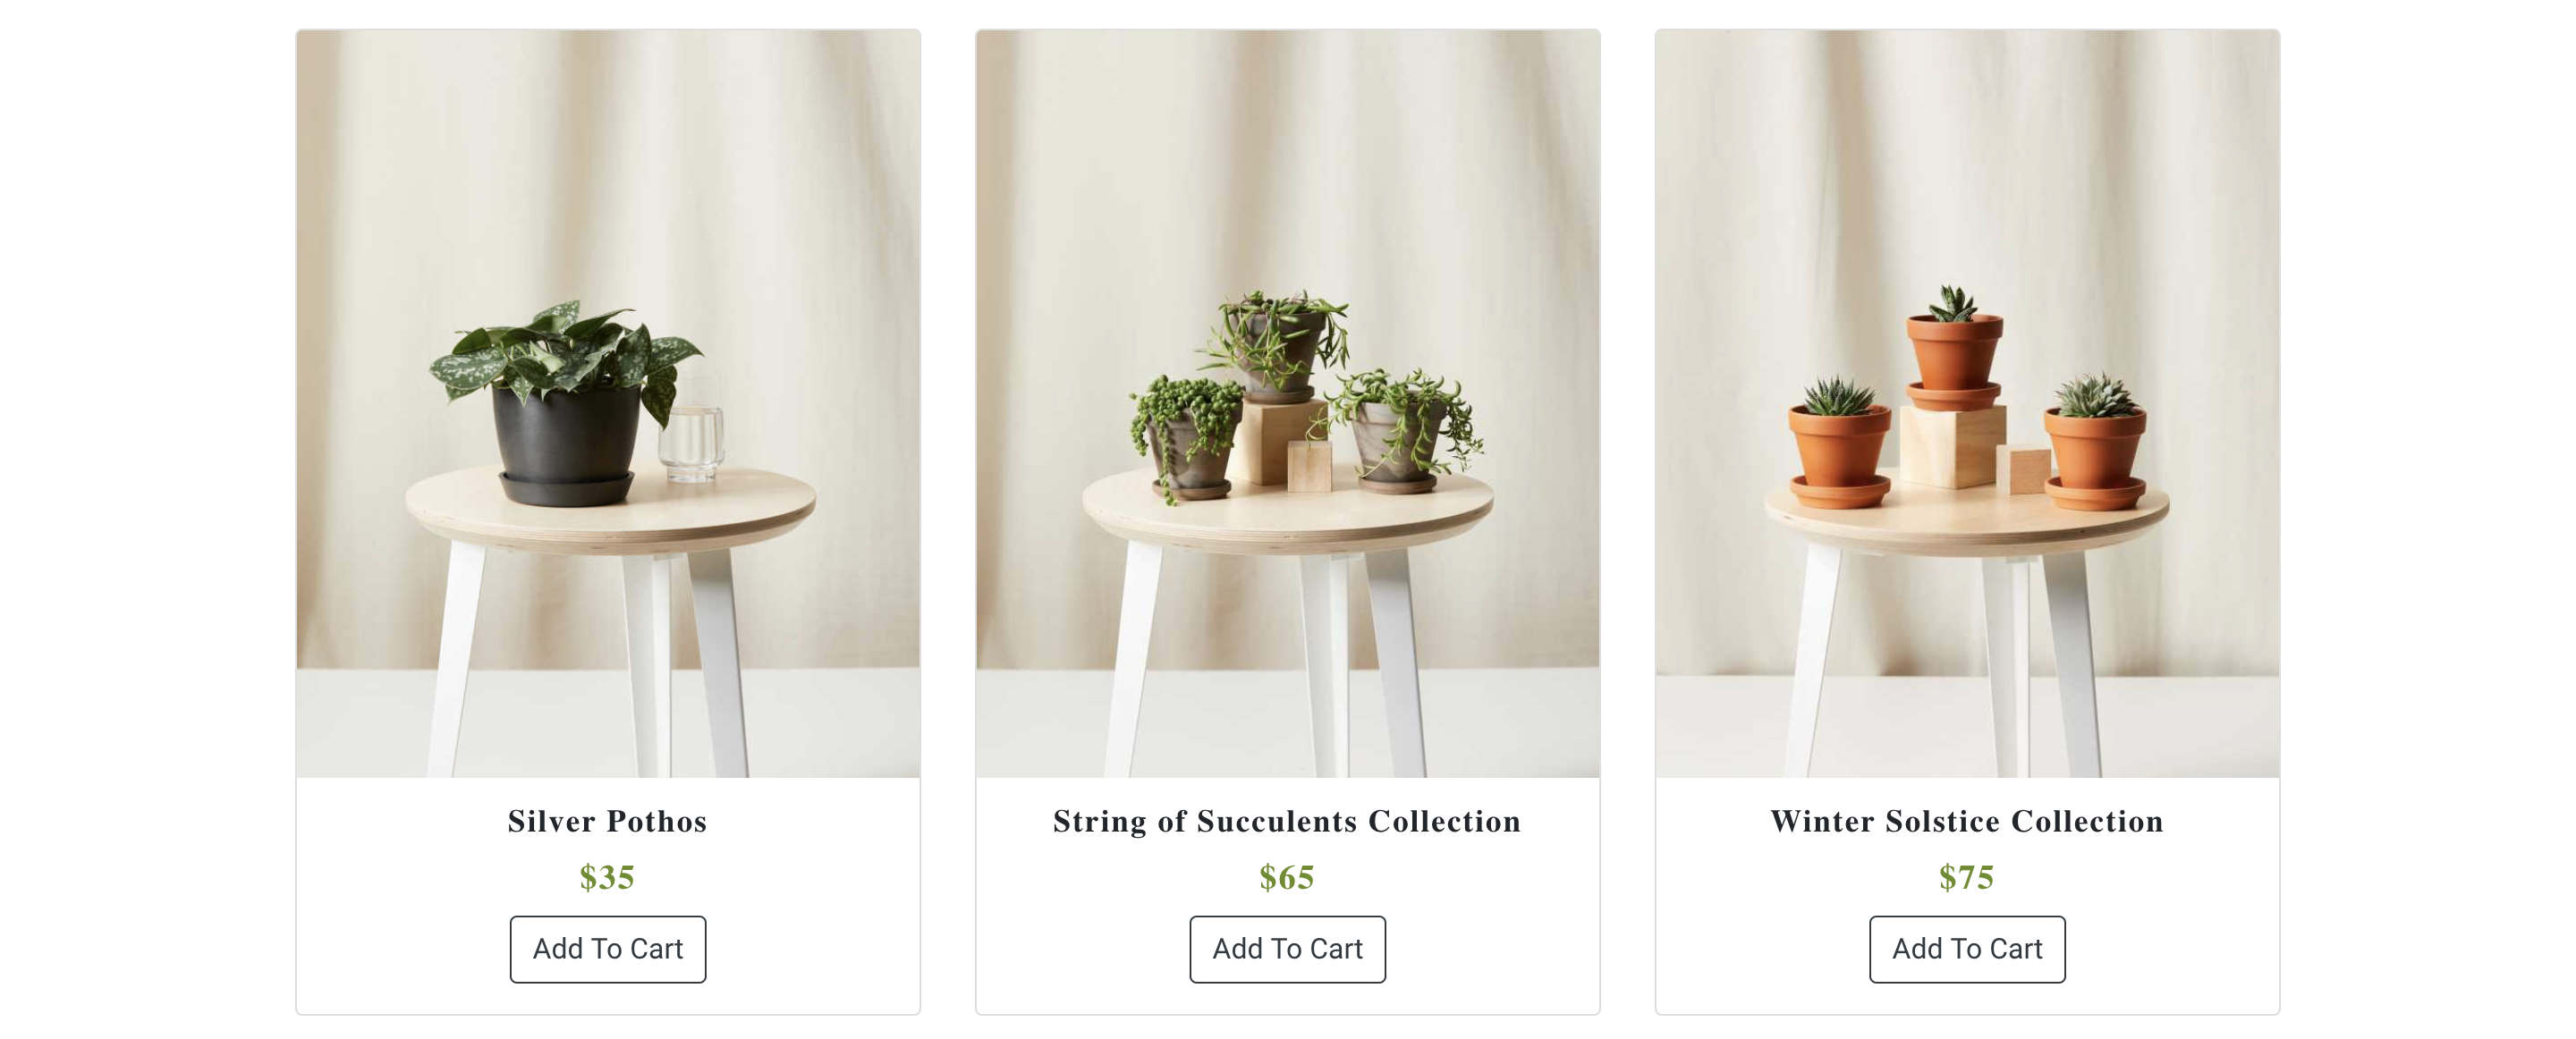 Silver Pothos
$35
Add To Cart
String of Succulents Collection
$65
Add To Cart
Winter Solstice Collection
$75
Add To Cart